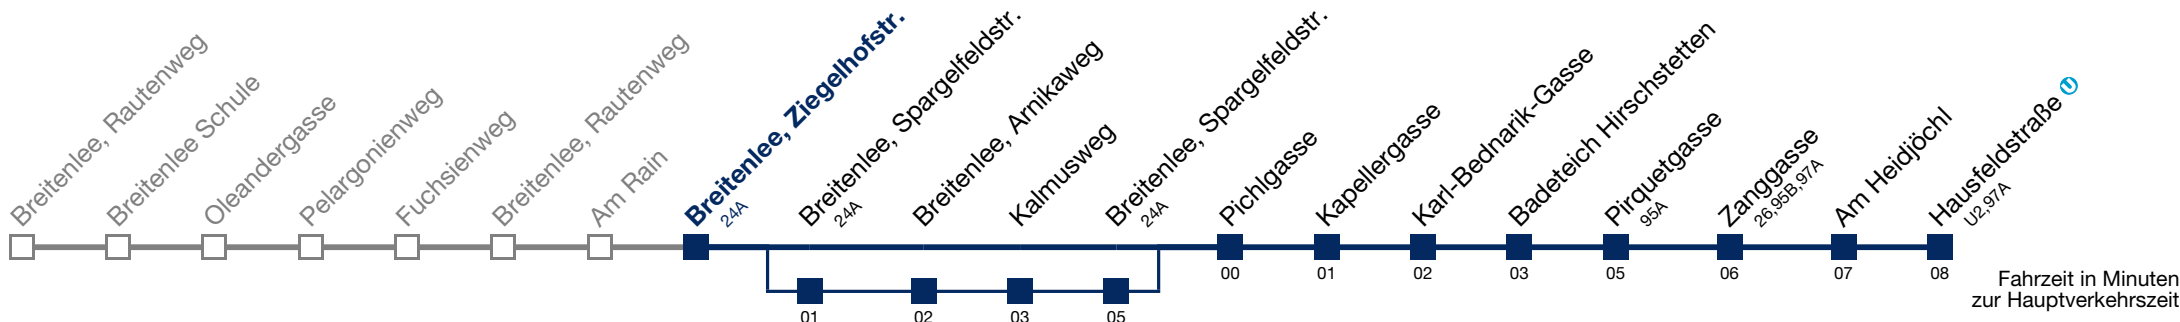 Breitenlee, Rautenweg
Breitenlee Schule
Oleandergasse
Pelargonienweg
Fuchsienweg
Breitenlee, Rautenweg
Am Rain
Breitenlee, Ziegelhofstr.
24A
Breitenlee, Spargelfeldstr.
24A
Breitenlee, Arnikaweg
Kalmusweg
Breitenlee, Spargelfeldstr.
24A
Pichlgasse
Kapellergasse
Karl-Bednarik-Gasse
Badeteich Hirschstetten
Pirquetgasse
95A
Zanggasse
26,95B,97A
Am Heidjöchl
Hausfeldstraße U
U2,97A
00
01
02
03
05
06
07
08
01
02
03
05
Fahrzeit in Minuten
zur Hauptverkehrszeit